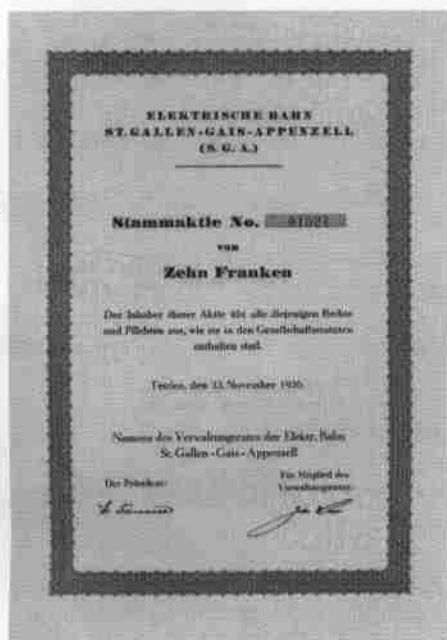 ELEKTRISCHE BAHN
ST. GALLEN-GAIS-APPENZELL
(S. G. A.)
Stammaktie No.
von
Zehn Franken
Der Inhaber dieser Aktie übt alle diejenigen Rechte
und Pflichten aus, wie sie in den Gesellschaftsstatuten
enthalten sind.
Teufen, den 23. November 1930.
Namens des Verwaltungsrates der Elektr. Bahn
St. Gallen-Gais-Appenzell
Der Präsident:
Ein Mitglied des
Verwaltungsrates: